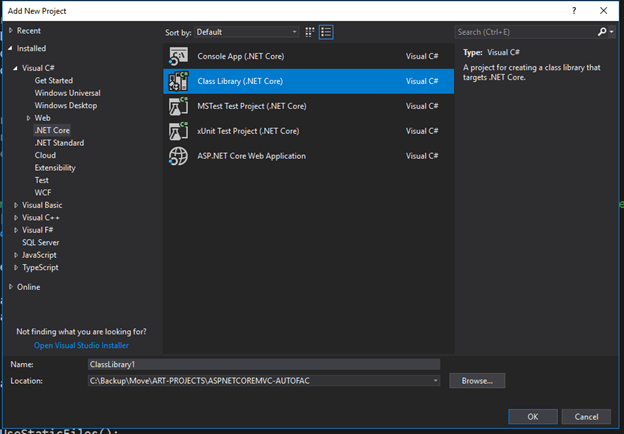 Add New Project
Recent
Installed
Visual C#
Get Started
Windows Universal
Windows Desktop
Web
.NET Core
.NET Standard
Cloud
Extensibility
Test
WCF
Visual Basic
Visual C++
Visual F#
SQL Server
JavaScript
TypeScript
Online
Not finding what you are looking for?
Open Visual Studio Installer
Sort by: Default
Console App (.NET Core) Visual C#
Class Library (.NET Core) Visual C#
MSTest Test Project (.NET Core) Visual C#
xUnit Test Project (.NET Core) Visual C#
ASP.NET Core Web Application Visual C#
Search (Ctrl+E)
Type: Visual C#
A project for creating a class library that
targets .NET Core.
Name: ClassLibrary1
Location: C:\Backup\Move\ART-PROJECTS\ASPNETCOREMVC-AUTOFAC
Browse...
OK Cancel
UseStaticFiles();